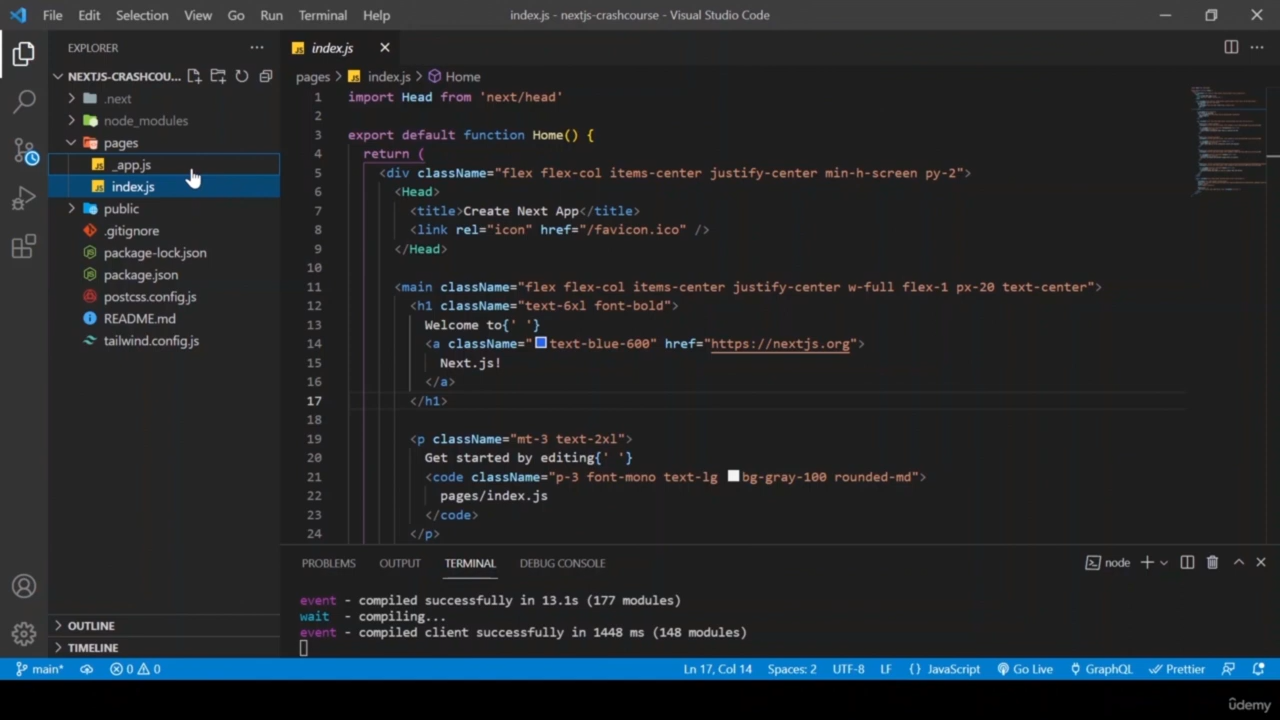 File Edit Selection View Go Run Terminal Help
index.js - nextjs-crashcourse - Visual Studio Code
EXPLORER
NEXTJS-CRASHCOU...
.next
node_modules
pages
_app.js
index.js
public
.gitignore
package-lock.json
package.json
postcss.config.js
README.md
tailwind.config.js
OUTLINE
TIMELINE
JS index.js
pages > JS index.js > Home
1 import Head from 'next/head'
2
3 export default function Home() {
4 return (
5 <div className="flex flex-col items-center justify-center min-h-screen py-2">
6 <Head>
7 <title>Create Next App</title>
8 <link rel="icon" href="/favicon.ico" />
9 </Head>
10
11 <main className="flex flex-col items-center justify-center w-full flex-1 px-20 text-center">
12 <h1 className="text-6xl font-bold">
13 Welcome to{' '}
14 <a className="text-blue-600" href="https://nextjs.org">
15 Next.js!
16 </a>
17 </h1>
18
19 <p className="mt-3 text-2xl">
20 Get started by editing{' '}
21 <code className="p-3 font-mono text-lg bg-gray-100 rounded-md">
22 pages/index.js
23 </code>
24 </p>
PROBLEMS OUTPUT TERMINAL DEBUG CONSOLE
node
event - compiled successfully in 13.1s (177 modules)
wait - compiling...
event - compiled client successfully in 1448 ms (148 modules)
main* 0 0 Ln 17, Col 14 Spaces: 2 UTF-8 LF {} JavaScript Go Live GraphQL Prettier
ûdemy